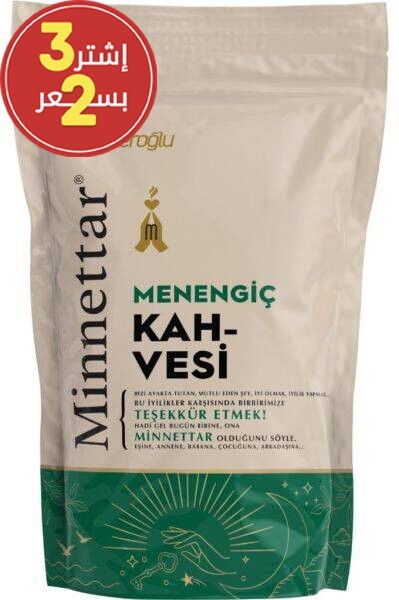 إشتر 3
بسعر 2
eroğlu
Minnettar®
m
MENENGİÇ
KAH-
VESİ
BİZİ AYAKTA TUTAN, MUTLU EDEN ŞEY, İYİ OLMAK, İYİLİK
BU İYİLİKLER KARŞISINDA BİRBİRİMİZE
TEŞEKKÜR ETMEK!
HADİ GEL BUGÜN BİRİNE, ONA
MİNNETTAR OLDUĞUNU SÖYLE.
EŞİNE, ANNENE, BABANA, ÇOCUĞUNA, ARKADAŞINA...